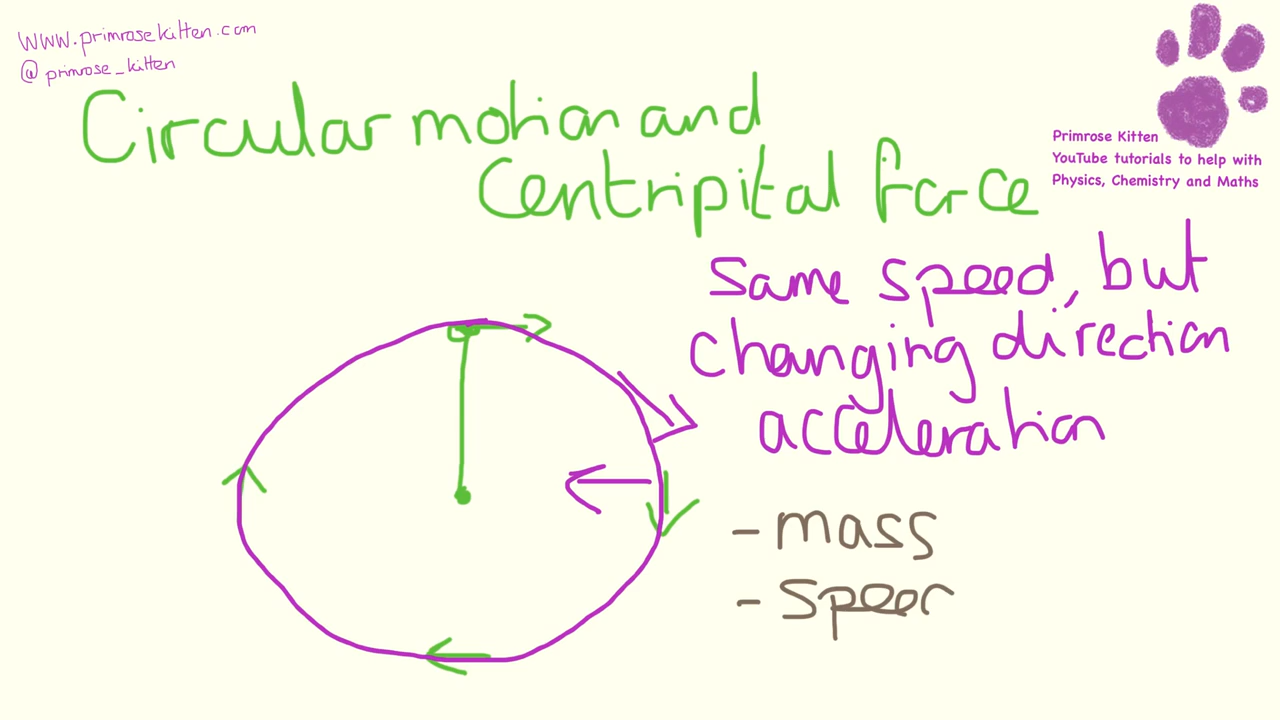 www.primrosekitten.com
@primrose_kitten
Circular motion and
Centripital force
Primrose Kitten
YouTube tutorials to help with
Physics, Chemistry and Maths
Same speed, but
changing direction
acceleration
- mass
- speer